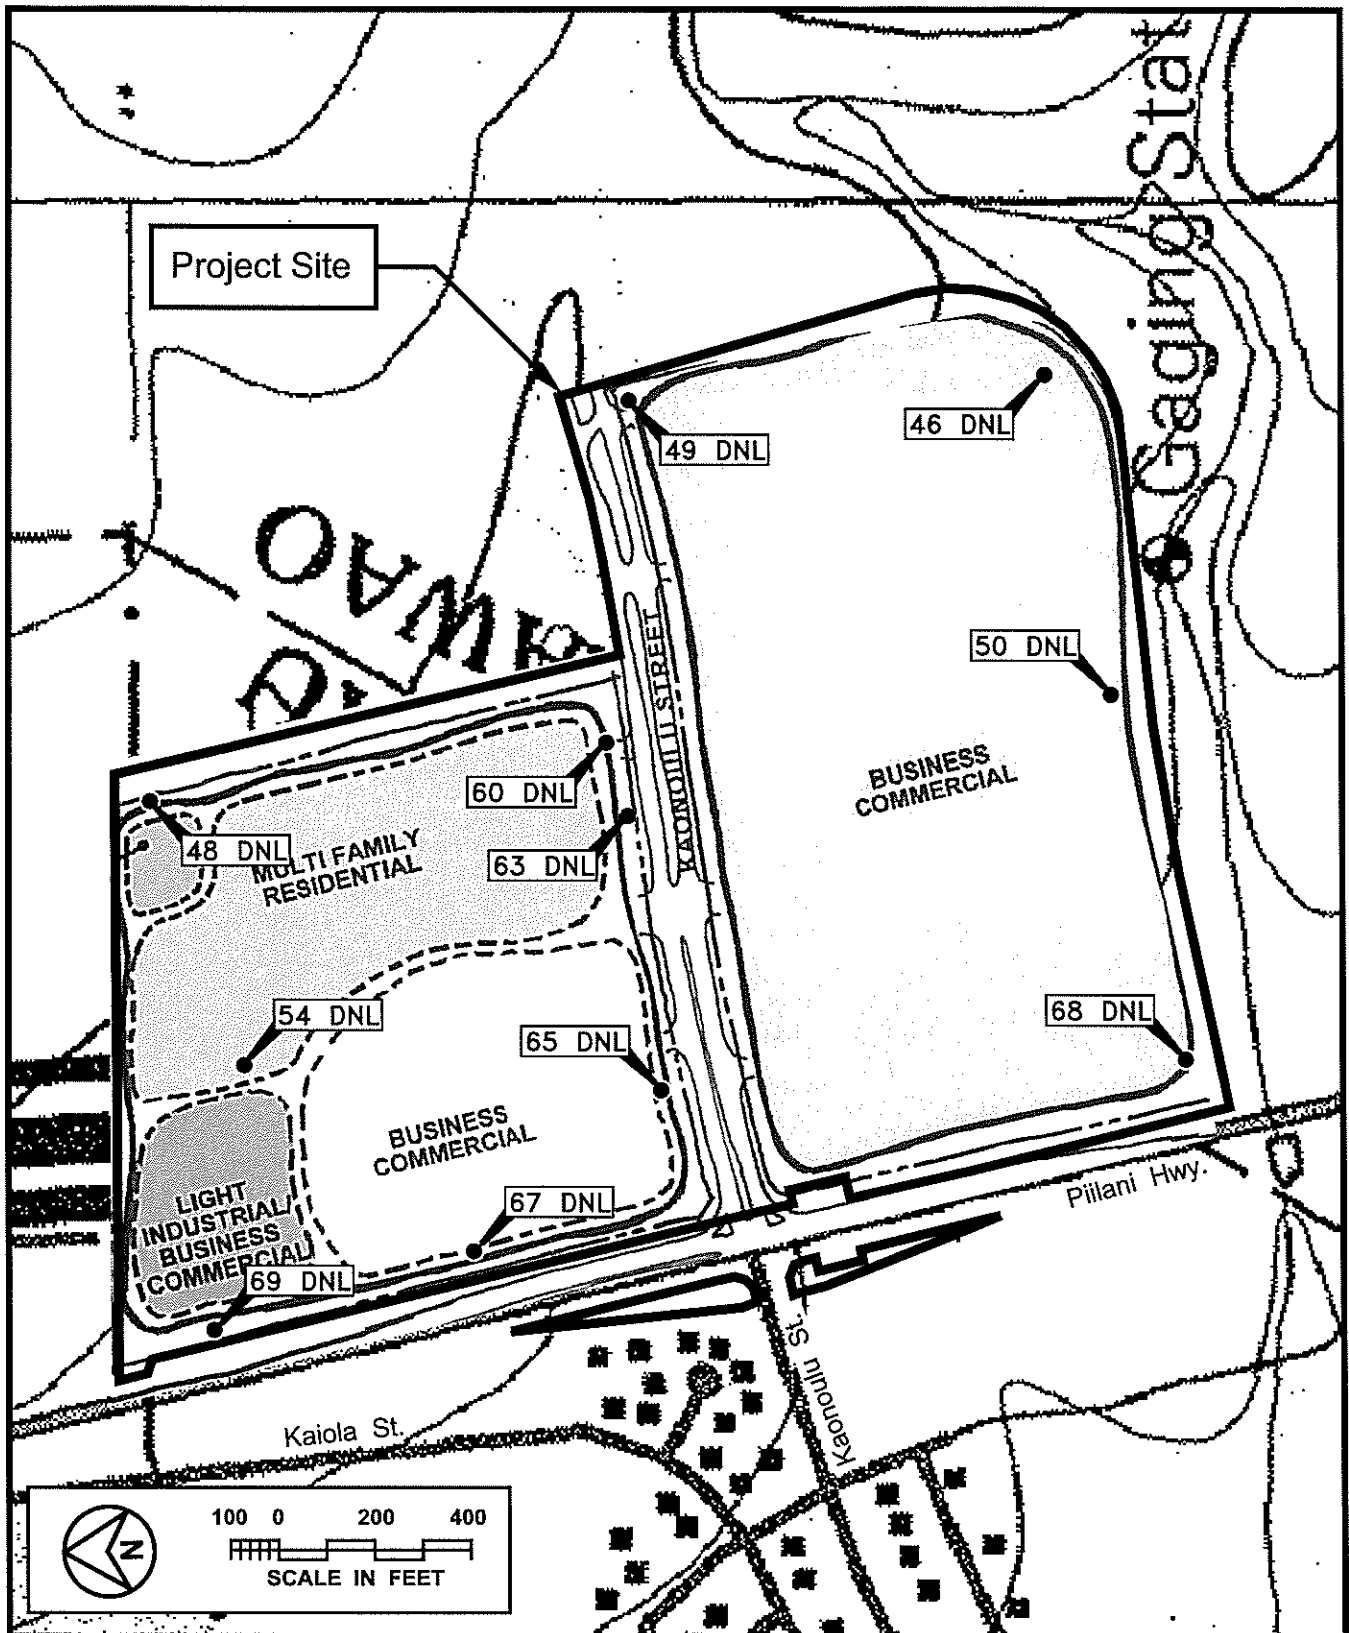 Project Site
Gaging Stat
46 DNL
49 DNL
50 DNL
KAONOULU STREET
BUSINESS
COMMERCIAL
60 DNL
63 DNL
48 DNL
MULTI FAMILY
RESIDENTIAL
54 DNL
65 DNL
68 DNL
BUSINESS
COMMERCIAL
LIGHT
INDUSTRIAL/
BUSINESS
COMMERCIAL
67 DNL
69 DNL
Piilani Hwy.
Kaonoulu St.
Kaiola St.
N
100 0 200 400
SCALE IN FEET